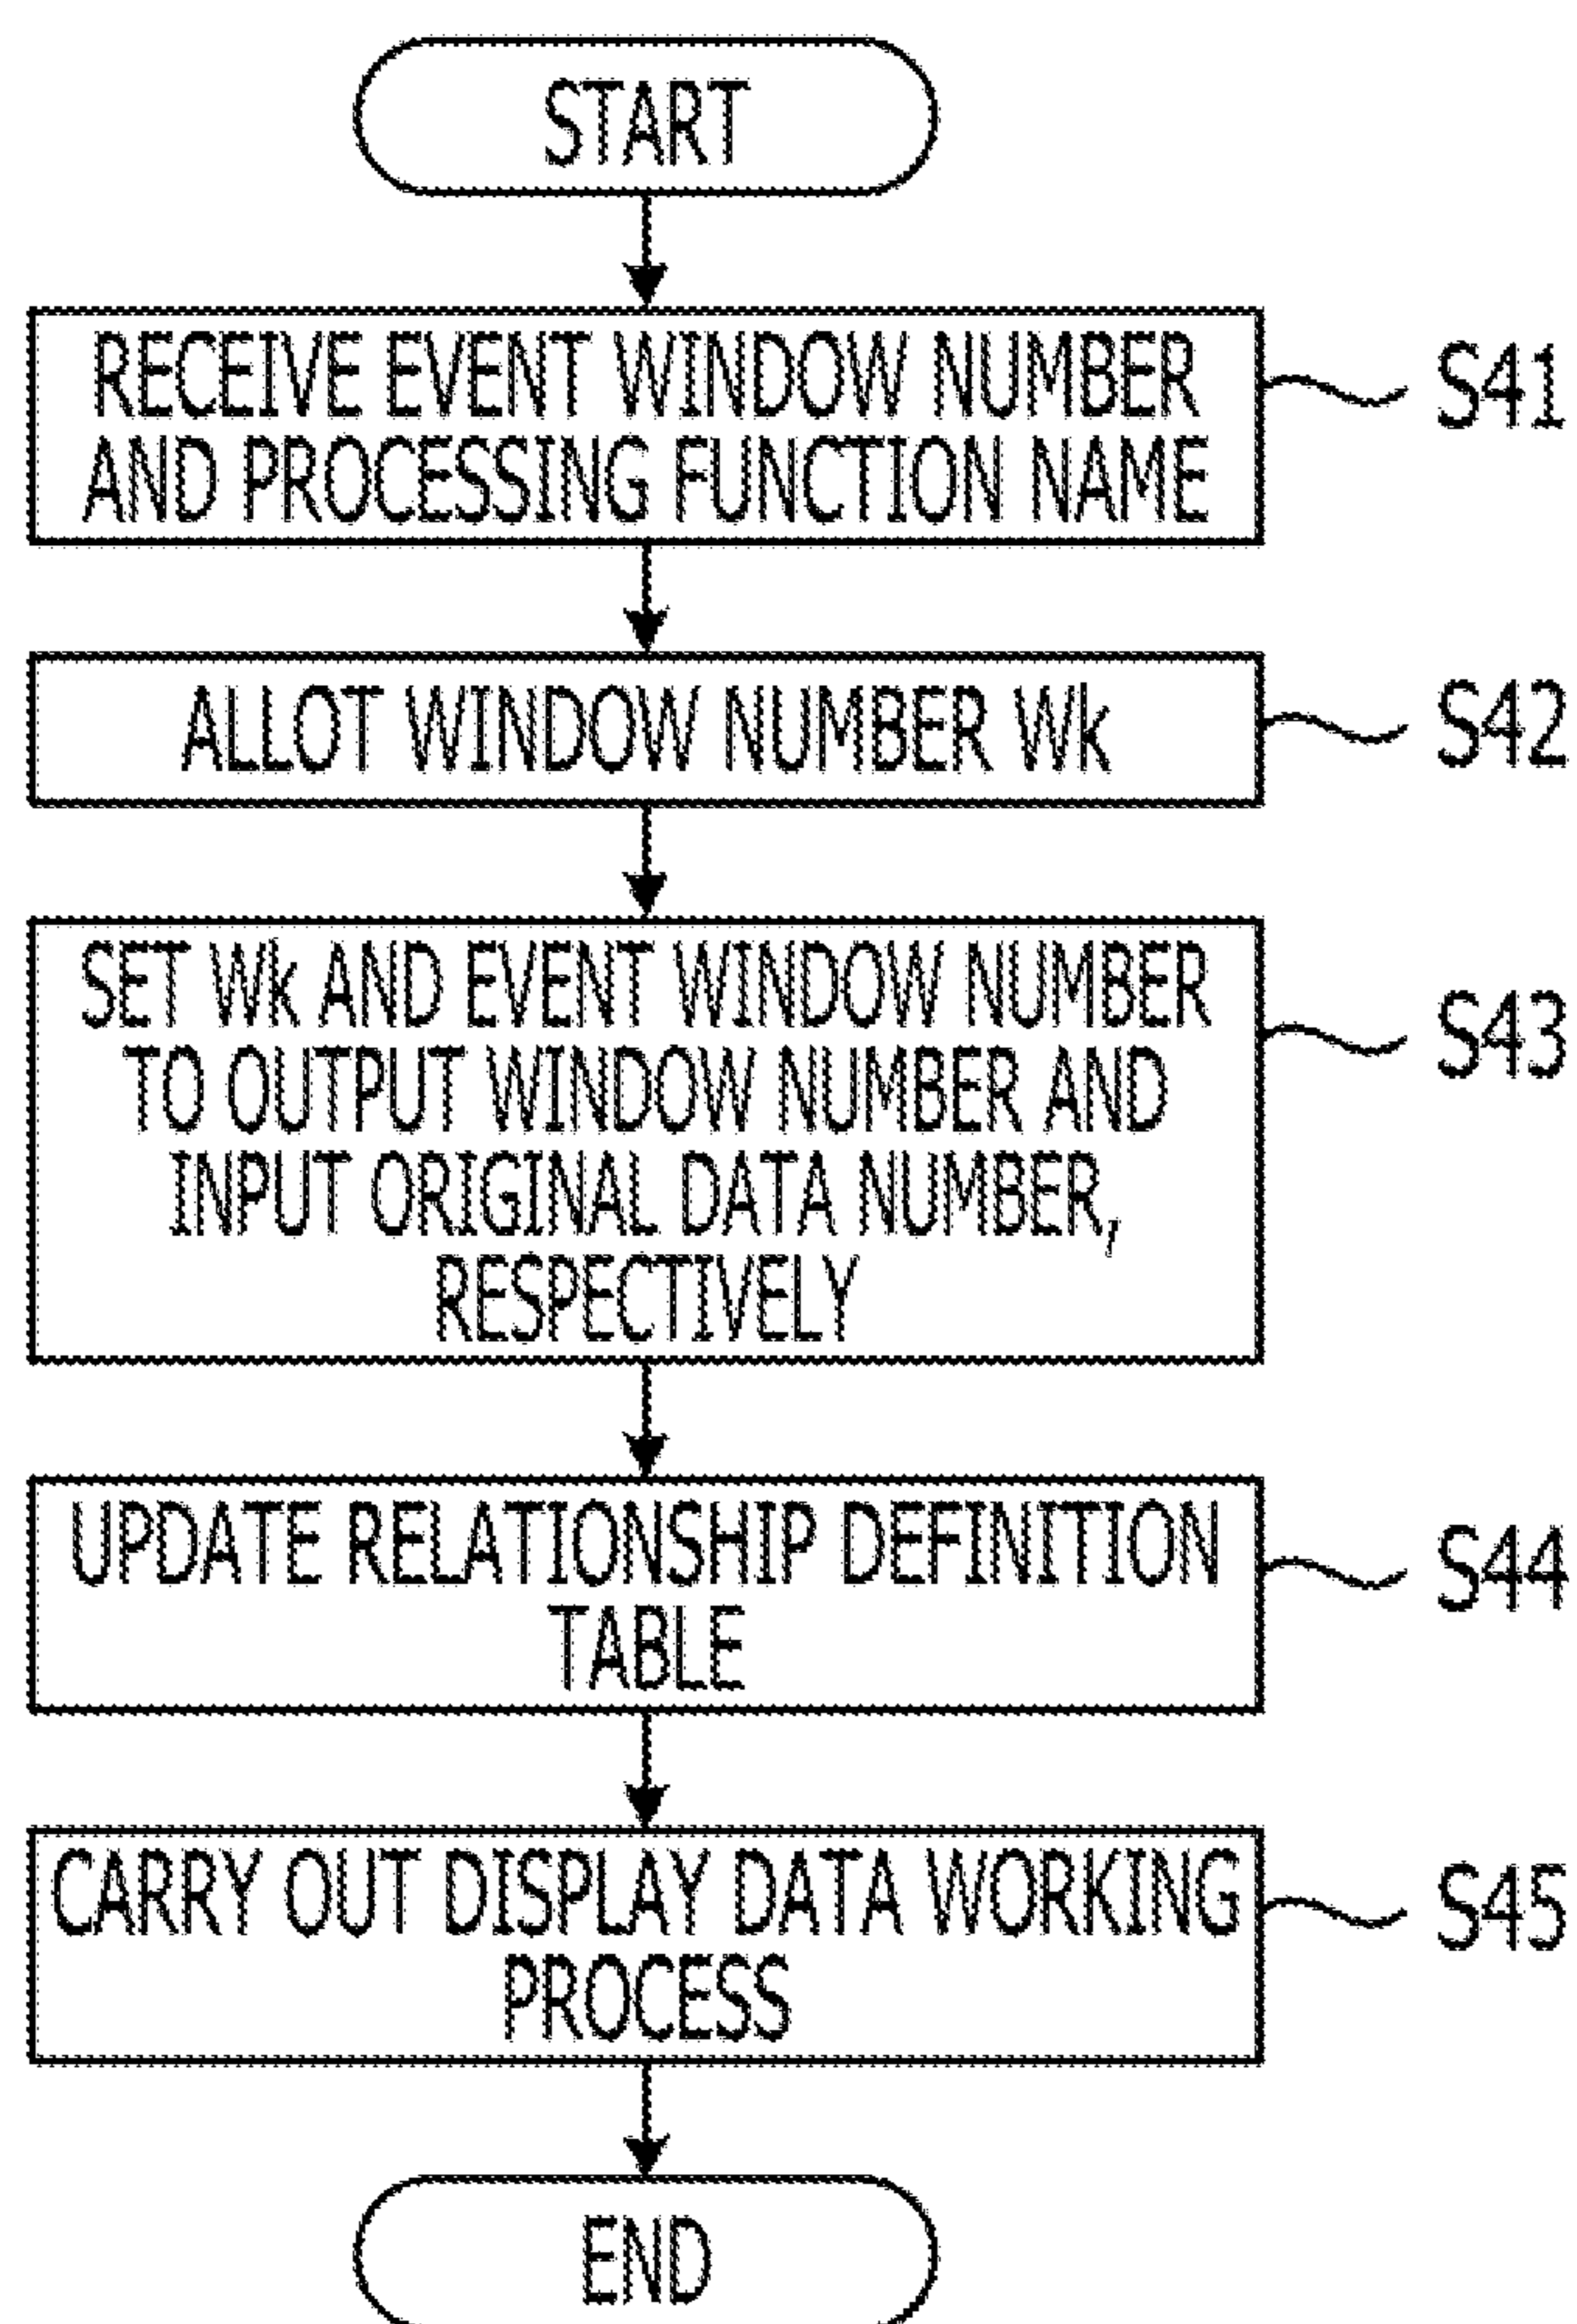 START
RECEIVE EVENT WINDOW NUMBER
AND PROCESSING FUNCTION NAME
S41
ALLOT WINDOW NUMBER Wk
S42
SET Wk AND EVENT WINDOW NUMBER
TO OUTPUT WINDOW NUMBER AND
INPUT ORIGINAL DATA NUMBER,
RESPECTIVELY
S43
UPDATE RELATIONSHIP DEFINITION
TABLE
S44
CARRY OUT DISPLAY DATA WORKING
PROCESS
S45
END